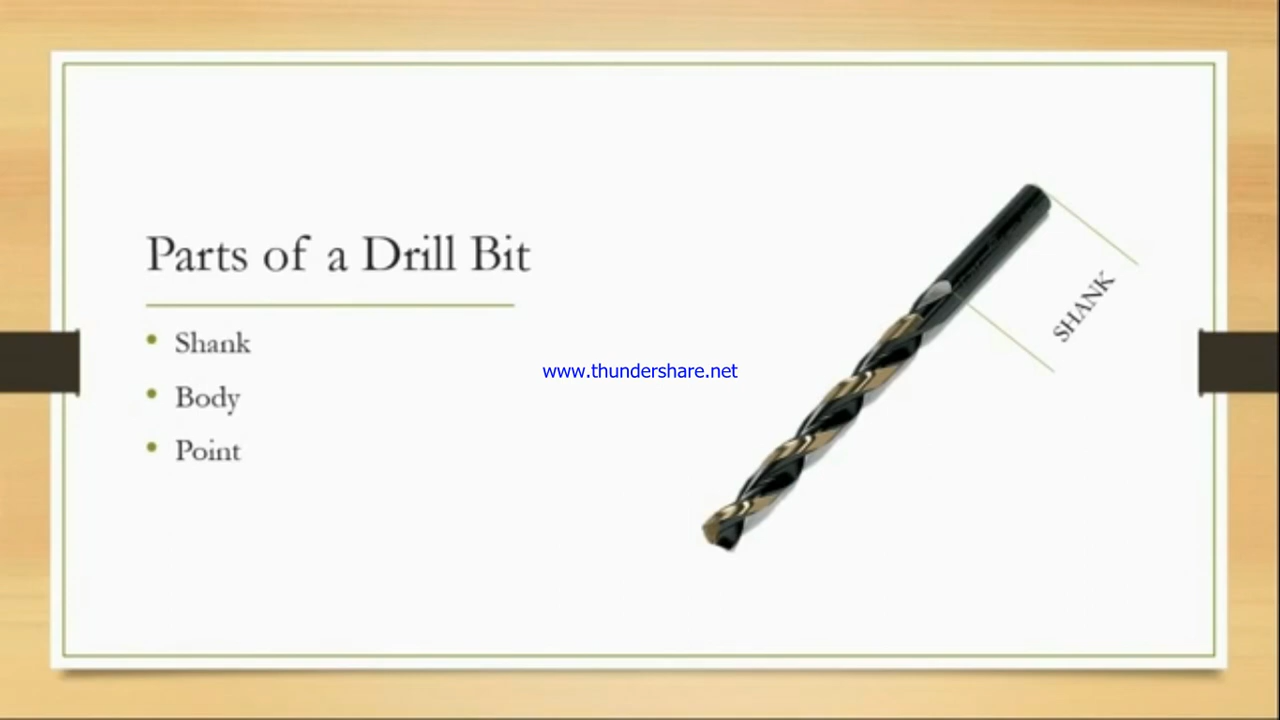 Parts of a Drill Bit
• Shank
• Body
• Point
www.thundershare.net
SHANK